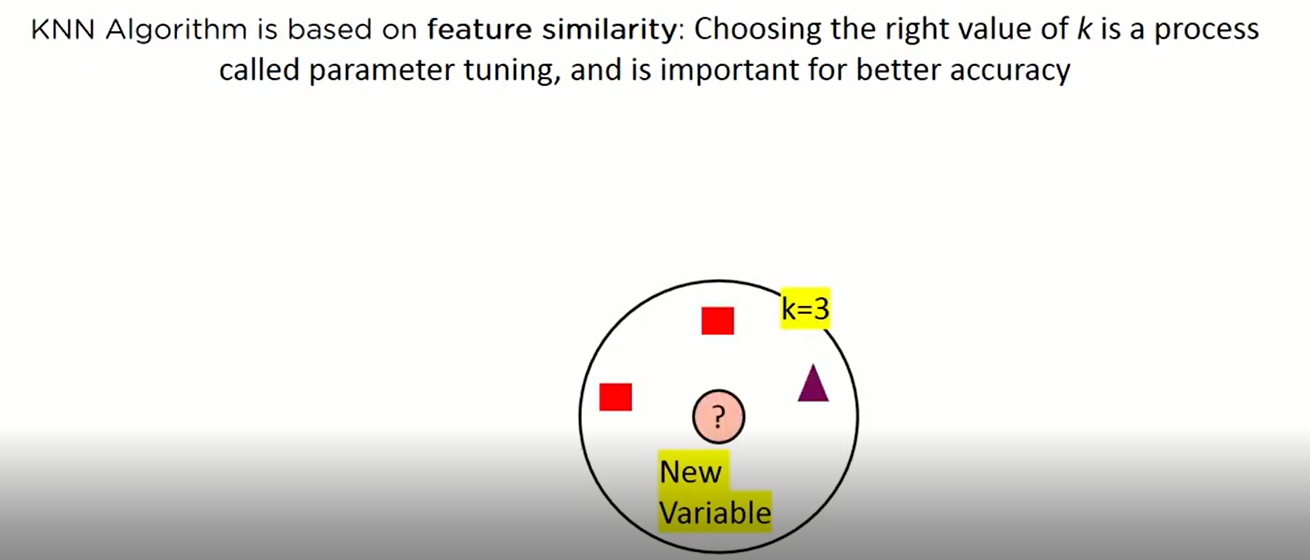 KNN Algorithm is based on feature similarity: Choosing the right value of k is a process
called parameter tuning, and is important for better accuracy
k=3
?
New
Variable